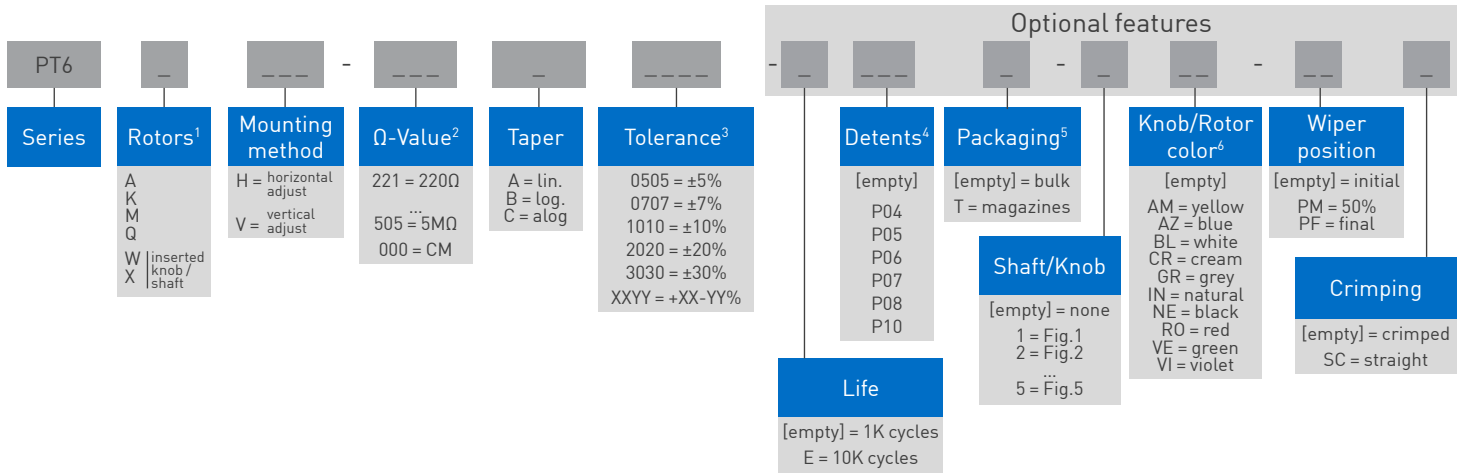 Optional features
PT6 _ _ _ _ - _ _ _ _ _ _ _ _ - _ _ _ _ _ - _ _ _ - _ _ _
Series
Rotors1
Mounting
method
Ω-Value2
Taper
Tolerance3
Detents4
Packaging5
Knob/Rotor
color6
Wiper
position
A
K
M
Q
W
X
inserted
knob /
shaft
H = horizontal
adjust
V = vertical
adjust
221 = 220Ω
...
505 = 5MΩ
000 = CM
A = lin.
B = log.
C = alog
0505 = ±5%
0707 = ±7%
1010 = ±10%
2020 = ±20%
3030 = ±30%
XXYY = +XX-YY%
[empty]
P04
P05
P06
P07
P08
P10
[empty] = bulk
T = magazines
[empty]
AM = yellow
AZ = blue
BL = white
CR = cream
GR = grey
IN = natural
NE = black
RO = red
VE = green
VI = violet
[empty] = initial
PM = 50%
PF = final
Shaft/Knob
[empty] = none
1 = Fig.1
2 = Fig.2
...
5 = Fig.5
Crimping
[empty] = crimped
SC = straight
Life
[empty] = 1K cycles
E = 10K cycles